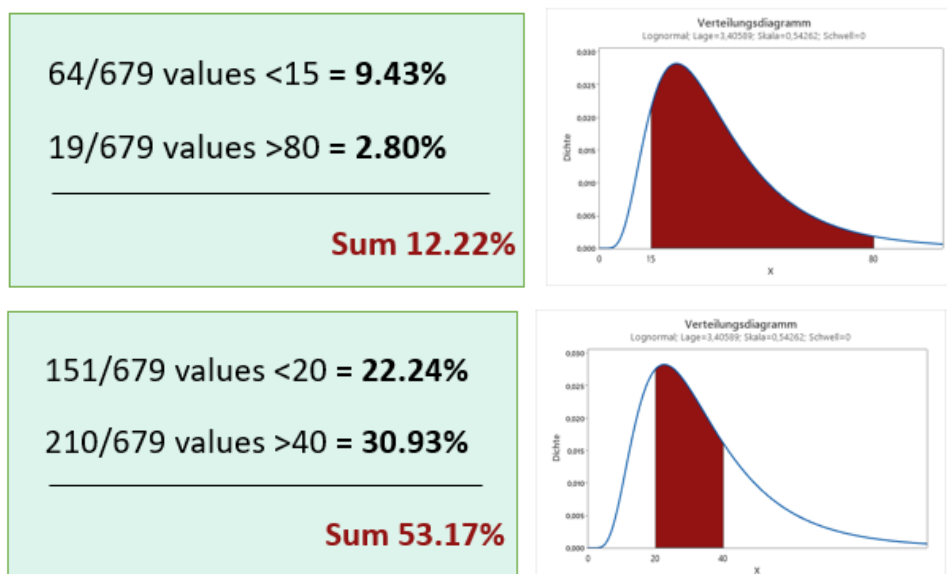 64/679 values <15 = 9.43%
19/679 values >80 = 2.80%
Sum 12.22%
Verteilungsdiagramm
Lognormal; Lage=3,40589; Skala=0,54262; Schwell=0
0,030
0,025
0,020
0,015
0,010
0,005
0,000
Dichte
0 15 80
X
151/679 values <20 = 22.24%
210/679 values >40 = 30.93%
Sum 53.17%
Verteilungsdiagramm
Lognormal; Lage=3,40589; Skala=0,54262; Schwell=0
0,030
0,025
0,020
0,015
0,010
0,005
0,000
Dichte
0 20 40
X